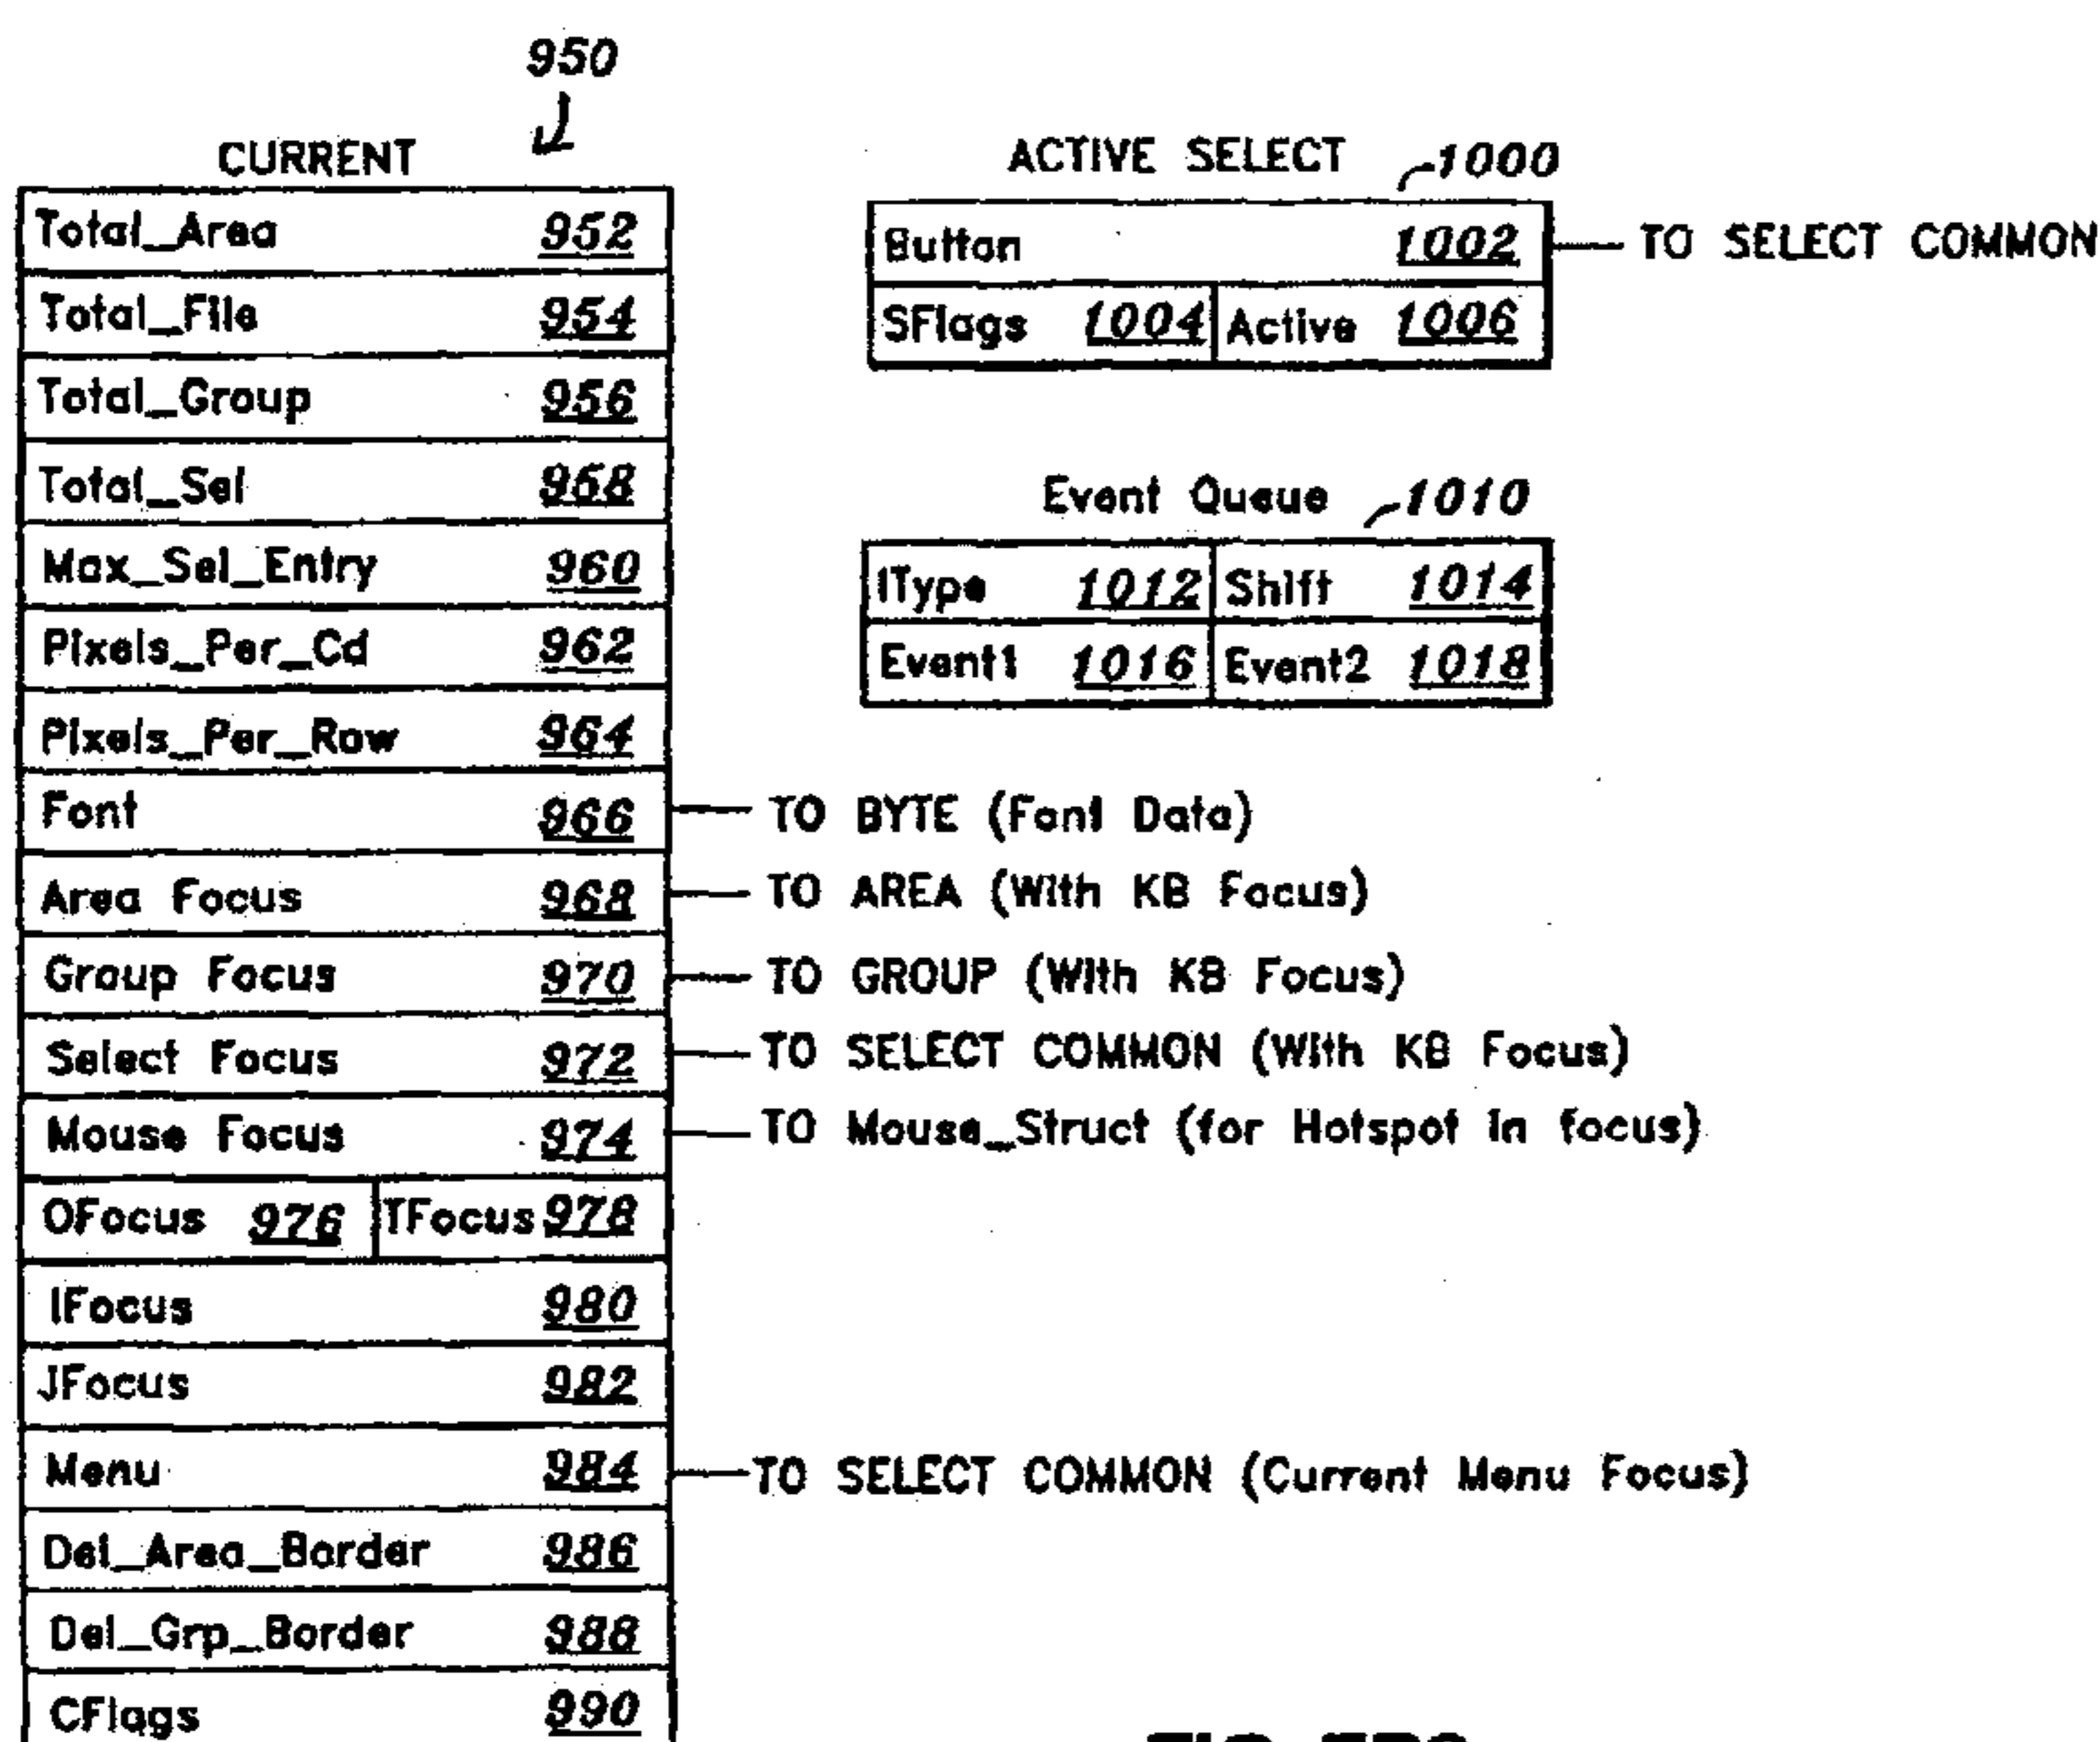 950
CURRENT
Total_Area 952
Total_File 954
Total_Group 956
Total_Sel 958
Max_Sel_Entry 960
Pixels_Per_Cd 962
Pixels_Per_Row 964
Font 966 TO BYTE (Font Data)
Area Focus 968 TO AREA (With KB Focus)
Group Focus 970 TO GROUP (With KB Focus)
Select Focus 972 TO SELECT COMMON (With KB Focus)
Mouse Focus 974 TO Mouse_Struct (for Hotspot in focus)
OFocus 976 TFocus 978
IFocus 980
JFocus 982
Menu 984 TO SELECT COMMON (Current Menu Focus)
Del_Area_Border 986
Del_Grp_Border 988
CFlags 990
ACTIVE SELECT 1000
Button 1002 TO SELECT COMMON
SFlags 1004 Active 1006
Event Queue 1010
IType 1012 Shift 1014
Event1 1016 Event2 1018